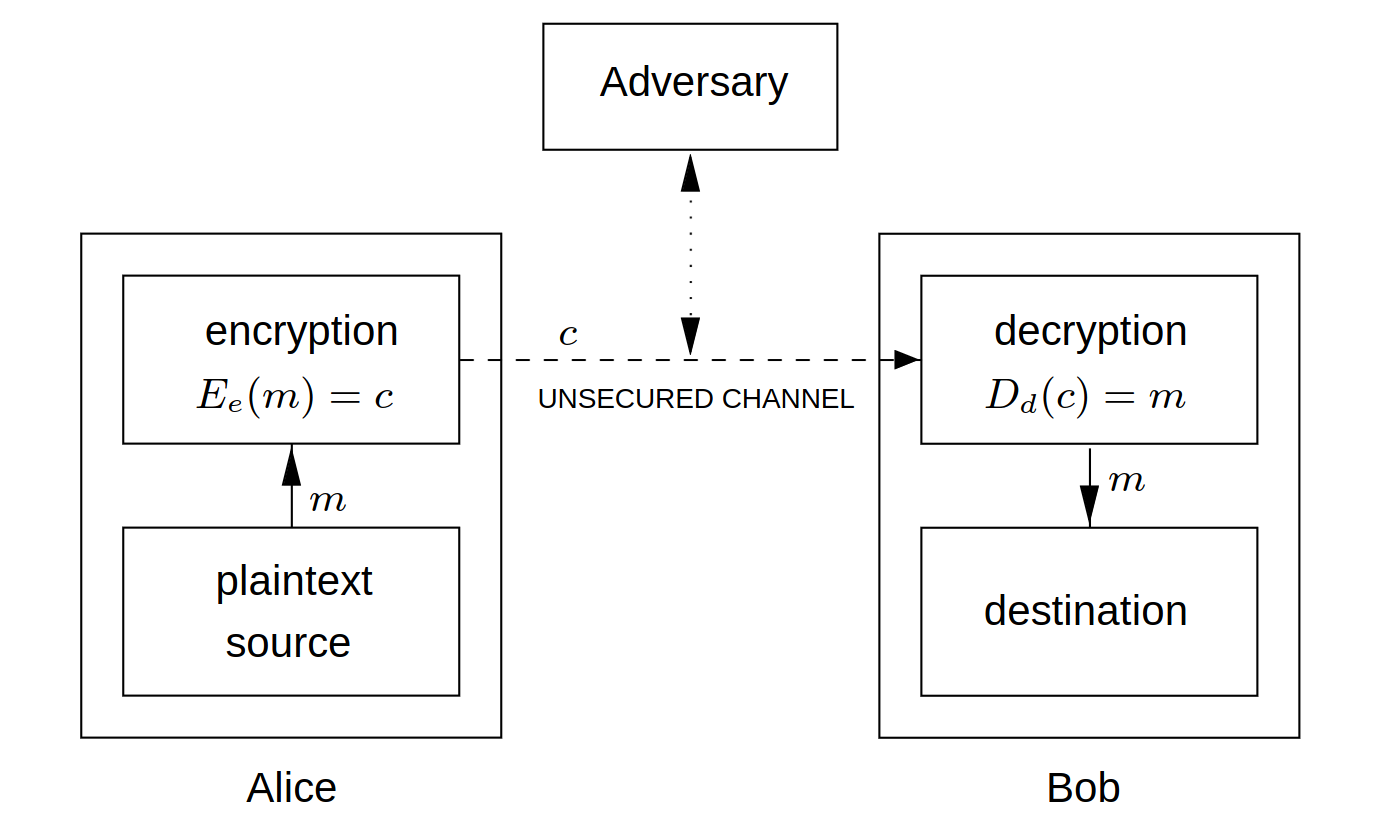 Adversary
encryption
E_e(m) = c
m
plaintext
source
Alice
c
UNSECURED CHANNEL
decryption
D_d(c) = m
m
destination
Bob